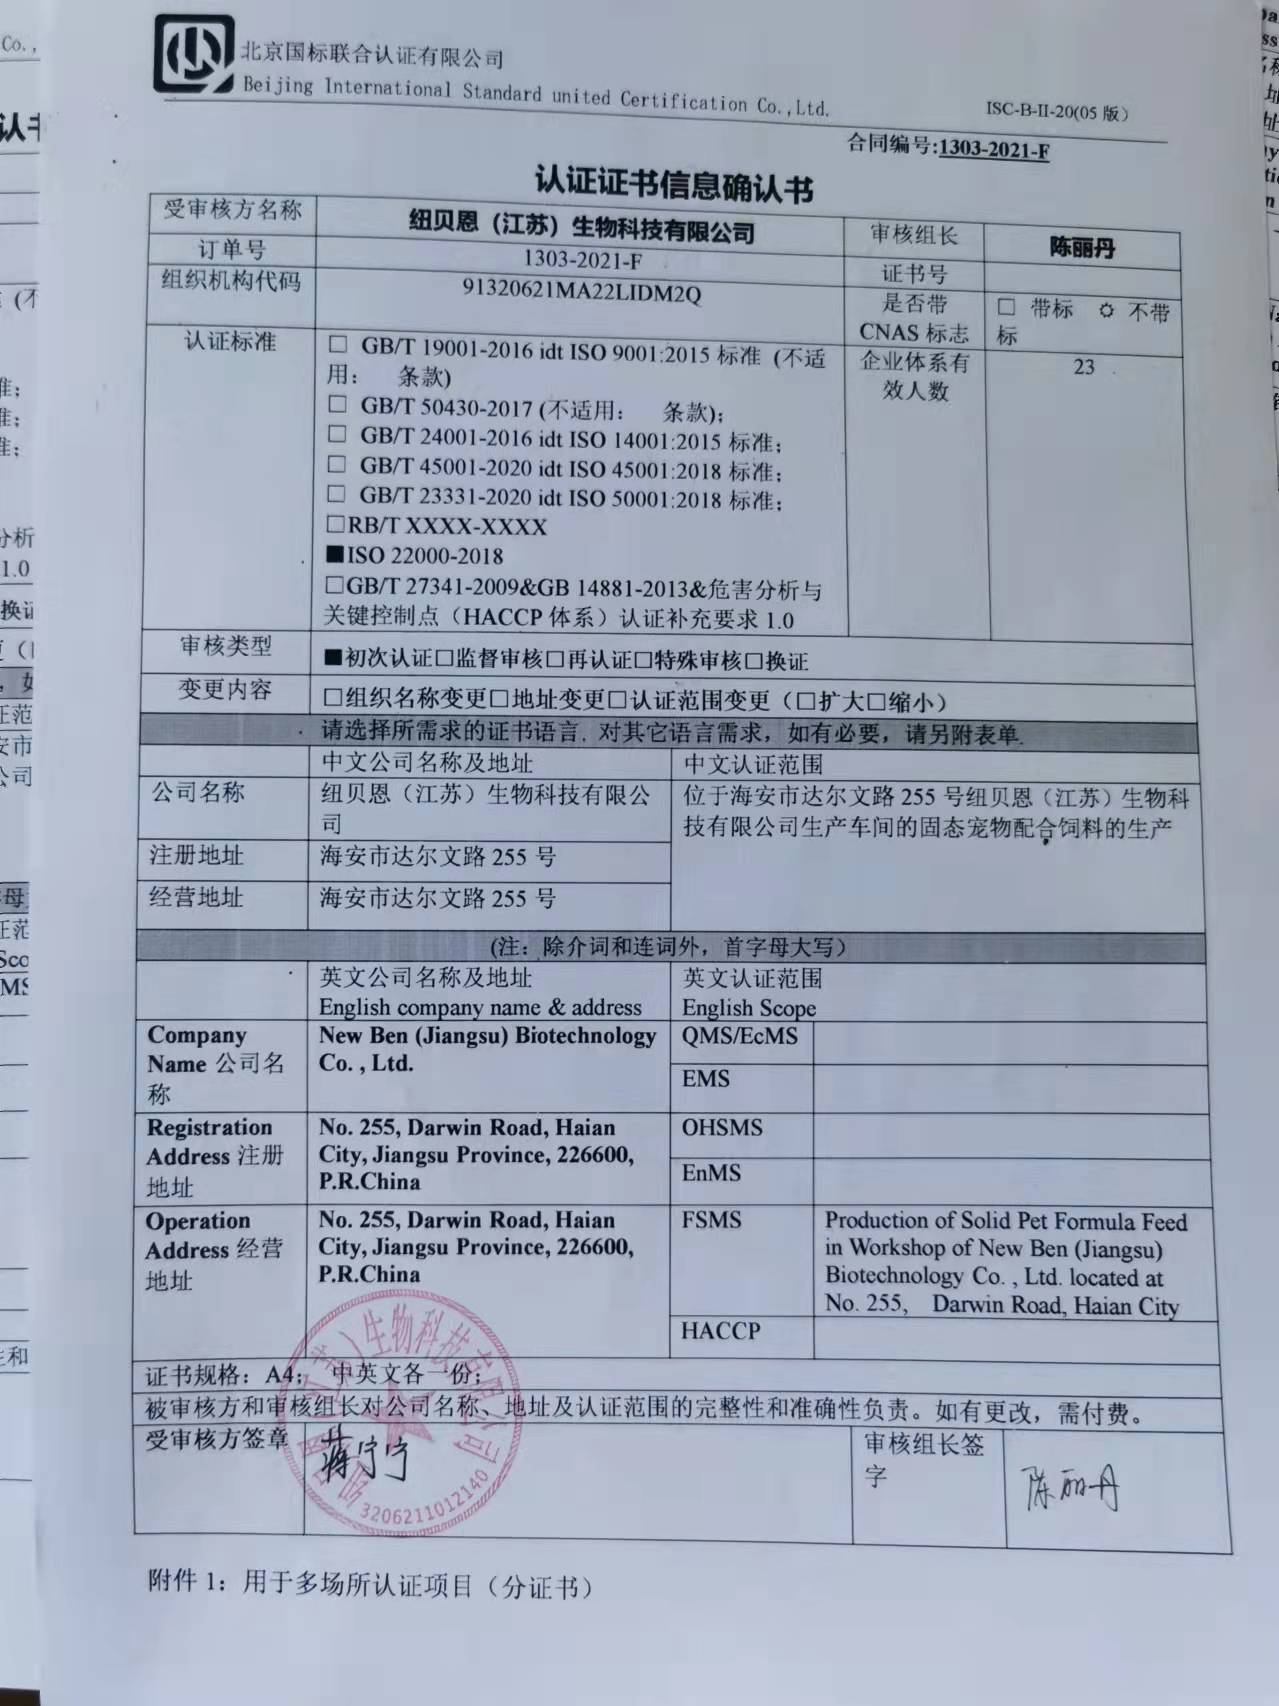 北京国标联合认证有限公司
Beijing International Standard united Certification Co.,Ltd.
ISC-B-II-20(05 版)
合同编号:1303-2021-F
认证证书信息确认书
受审核方名称 纽贝恩（江苏）生物科技有限公司 审核组长 陈丽丹
订单号 1303-2021-F 证书号
组织机构代码 91320621MA22LIDM2Q 是否带 □ 带标 不带
CNAS 标志 标
认证标准 □ GB/T 19001-2016 idt ISO 9001:2015 标准 (不适 企业体系有 23
用: 条款) 效人数
□ GB/T 50430-2017 (不适用: 条款);
□ GB/T 24001-2016 idt ISO 14001:2015 标准;
□ GB/T 45001-2020 idt ISO 45001:2018 标准;
□ GB/T 23331-2020 idt ISO 50001:2018 标准;
□RB/T XXXX-XXXX
■ISO 22000-2018
□GB/T 27341-2009&GB 14881-2013&危害分析与
关键控制点（HACCP 体系）认证补充要求 1.0
审核类型 ■初次认证□监督审核□再认证□特殊审核□换证
变更内容 □组织名称变更□地址变更□认证范围变更（□扩大□缩小）
请选择所需求的证书语言. 对其它语言需求，如有必要，请另附表单.
中文公司名称及地址 中文认证范围
公司名称 纽贝恩（江苏）生物科技有限公 位于海安市达尔文路 255 号纽贝恩（江苏）生物科
司 技有限公司生产车间的固态宠物配合饲料的生产
注册地址 海安市达尔文路 255 号
经营地址 海安市达尔文路 255 号
(注：除介词和连词外，首字母大写）
英文公司名称及地址 英文认证范围
English company name & address English Scope
Company New Ben (Jiangsu) Biotechnology QMS/EcMS
Name 公司名 Co. , Ltd.
称 EMS
Registration No. 255, Darwin Road, Haian OHSMS
Address 注册 City, Jiangsu Province, 226600,
地址 P.R.China EnMS
Operation No. 255, Darwin Road, Haian FSMS Production of Solid Pet Formula Feed
Address 经营 City, Jiangsu Province, 226600, in Workshop of New Ben (Jiangsu)
地址 P.R.China Biotechnology Co. , Ltd. located at
No. 255, Darwin Road, Haian City
HACCP
证书规格：A4； 中英文各一份；
被审核方和审核组长对公司名称、地址及认证范围的完整性和准确性负责。如有更改，需付费。
受审核方签章 蒋宁宁 审核组长签
字 陈丽丹
生物科技有限公司
3206211012140
附件 1：用于多场所认证项目（分证书）